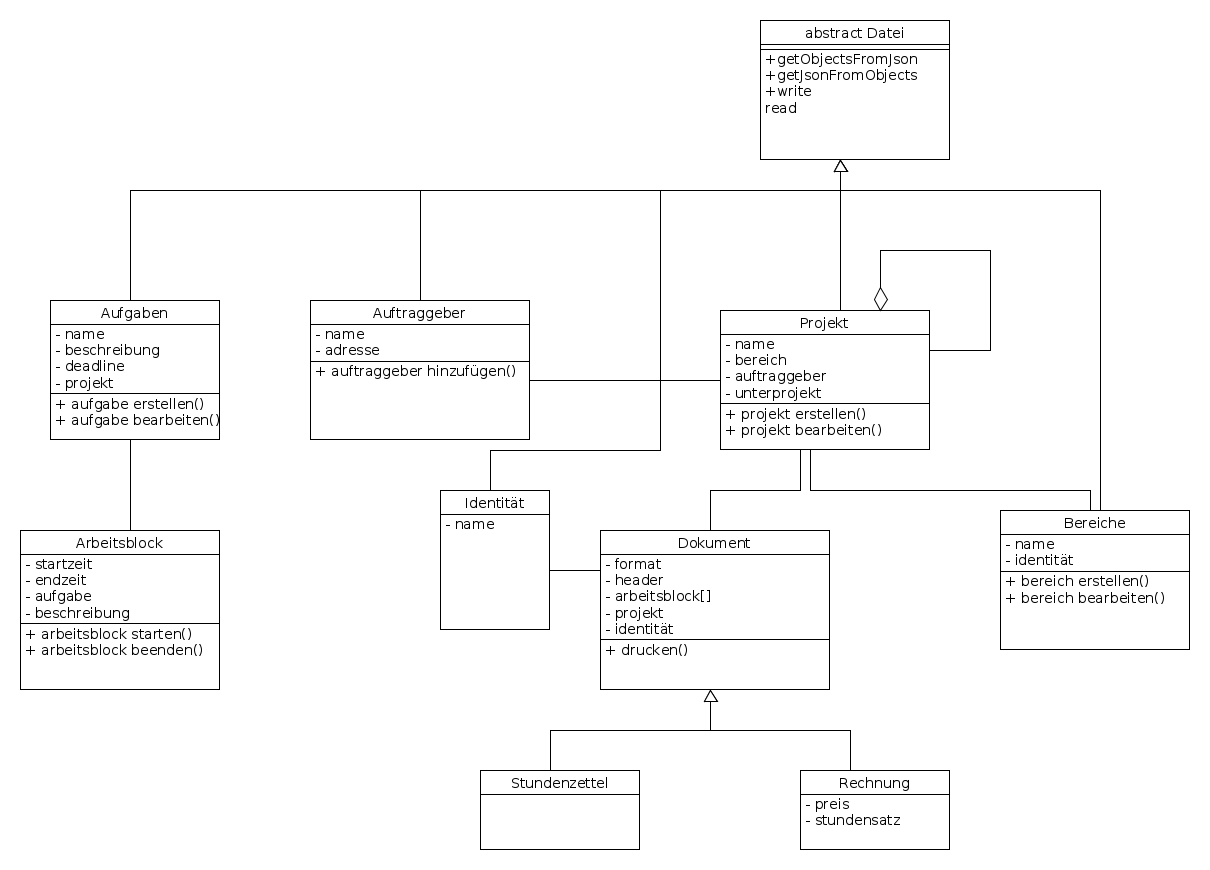 abstract Datei
+getObjectsFromJson
+getJsonFromObjects
+write
read
Aufgaben
- name
- beschreibung
- deadline
- projekt
+ aufgabe erstellen()
+ aufgabe bearbeiten()
Auftraggeber
- name
- adresse
+ auftraggeber hinzufügen()
Projekt
- name
- bereich
- auftraggeber
- unterprojekt
+ projekt erstellen()
+ projekt bearbeiten()
Arbeitsblock
- startzeit
- endzeit
- aufgabe
- beschreibung
+ arbeitsblock starten()
+ arbeitsblock beenden()
Identität
- name
Dokument
- format
- header
- arbeitsblock[]
- projekt
- identität
+ drucken()
Bereiche
- name
- identität
+ bereich erstellen()
+ bereich bearbeiten()
Stundenzettel
Rechnung
- preis
- stundensatz